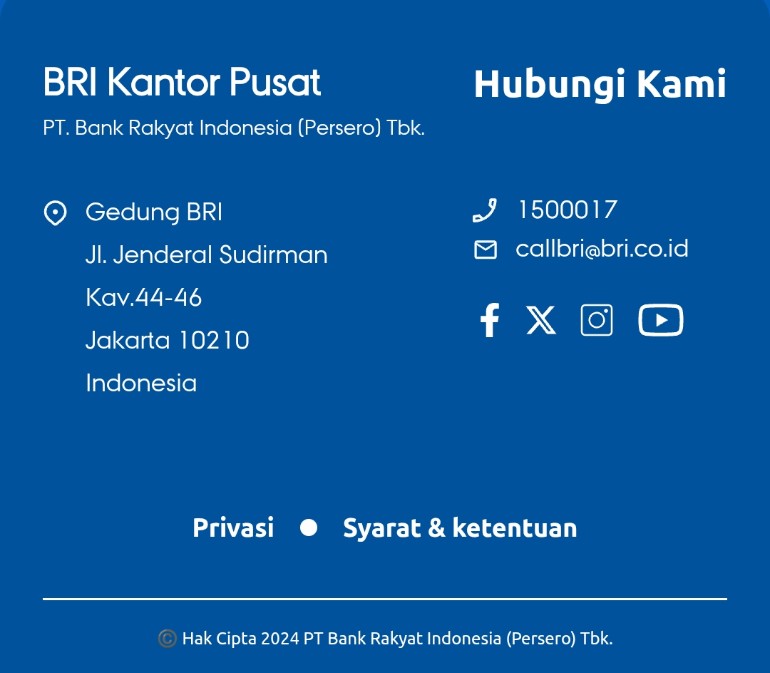 BRI Kantor Pusat
PT. Bank Rakyat Indonesia (Persero) Tbk.
Gedung BRI
Jl. Jenderal Sudirman
Kav.44-46
Jakarta 10210
Indonesia
Hubungi Kami
1500017
callbri@bri.co.id
Privasi ● Syarat & ketentuan
© Hak Cipta 2024 PT Bank Rakyat Indonesia (Persero) Tbk.